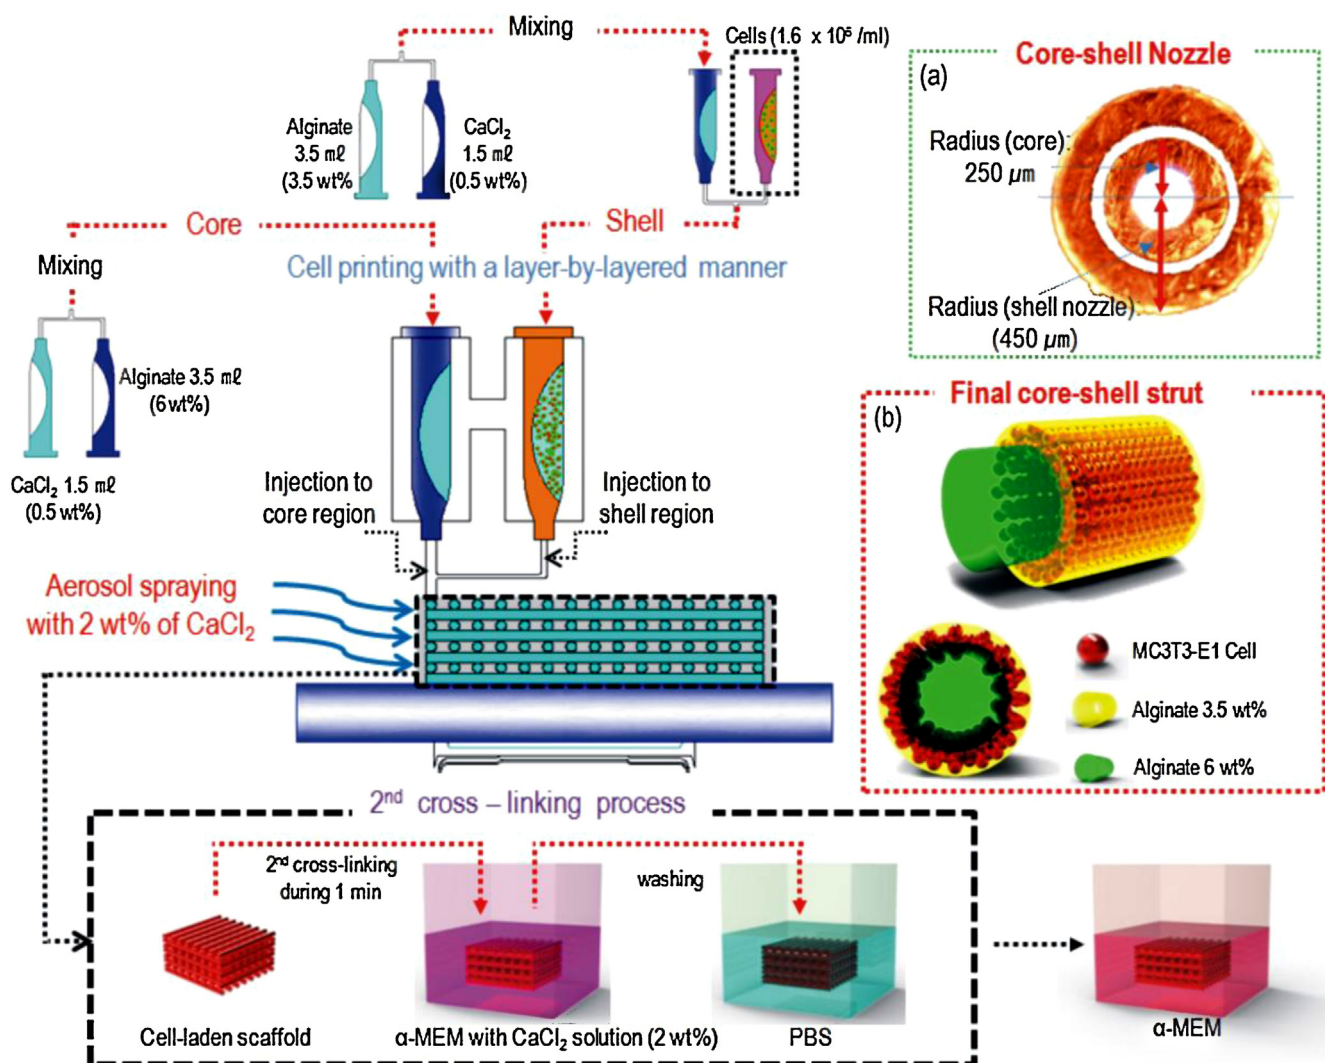 Mixing
Cells (1.6 x 10⁵ /ml)
Alginate
3.5 mℓ
(3.5 wt%
CaCl₂
1.5 mℓ
(0.5 wt%)
Core
Shell
Mixing
Cell printing with a layer-by-layered manner
Alginate 3.5 mℓ
(6 wt%)
CaCl₂ 1.5 mℓ
(0.5 wt%)
Injection to
core region
Injection to
shell region
Aerosol spraying
with 2 wt% of CaCl₂
Core-shell Nozzle
(a)
Radius (core):
250 µm
Radius (shell nozzle):
(450 µm)
Final core-shell strut
(b)
MC3T3-E1 Cell
Alginate 3.5 wt%
Alginate 6 wt%
2nd cross – linking process
2nd cross-linking
during 1 min
washing
Cell-laden scaffold
α-MEM with CaCl₂ solution (2 wt%)
PBS
α-MEM